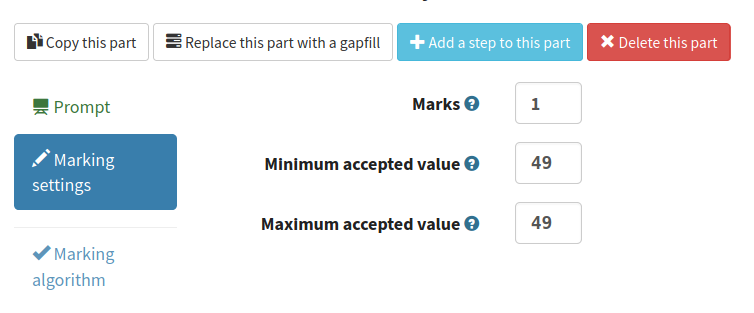 Copy this part Replace this part with a gapfill Add a step to this part Delete this part
Prompt
Marking settings
Marking algorithm
Marks 1
Minimum accepted value 49
Maximum accepted value 49